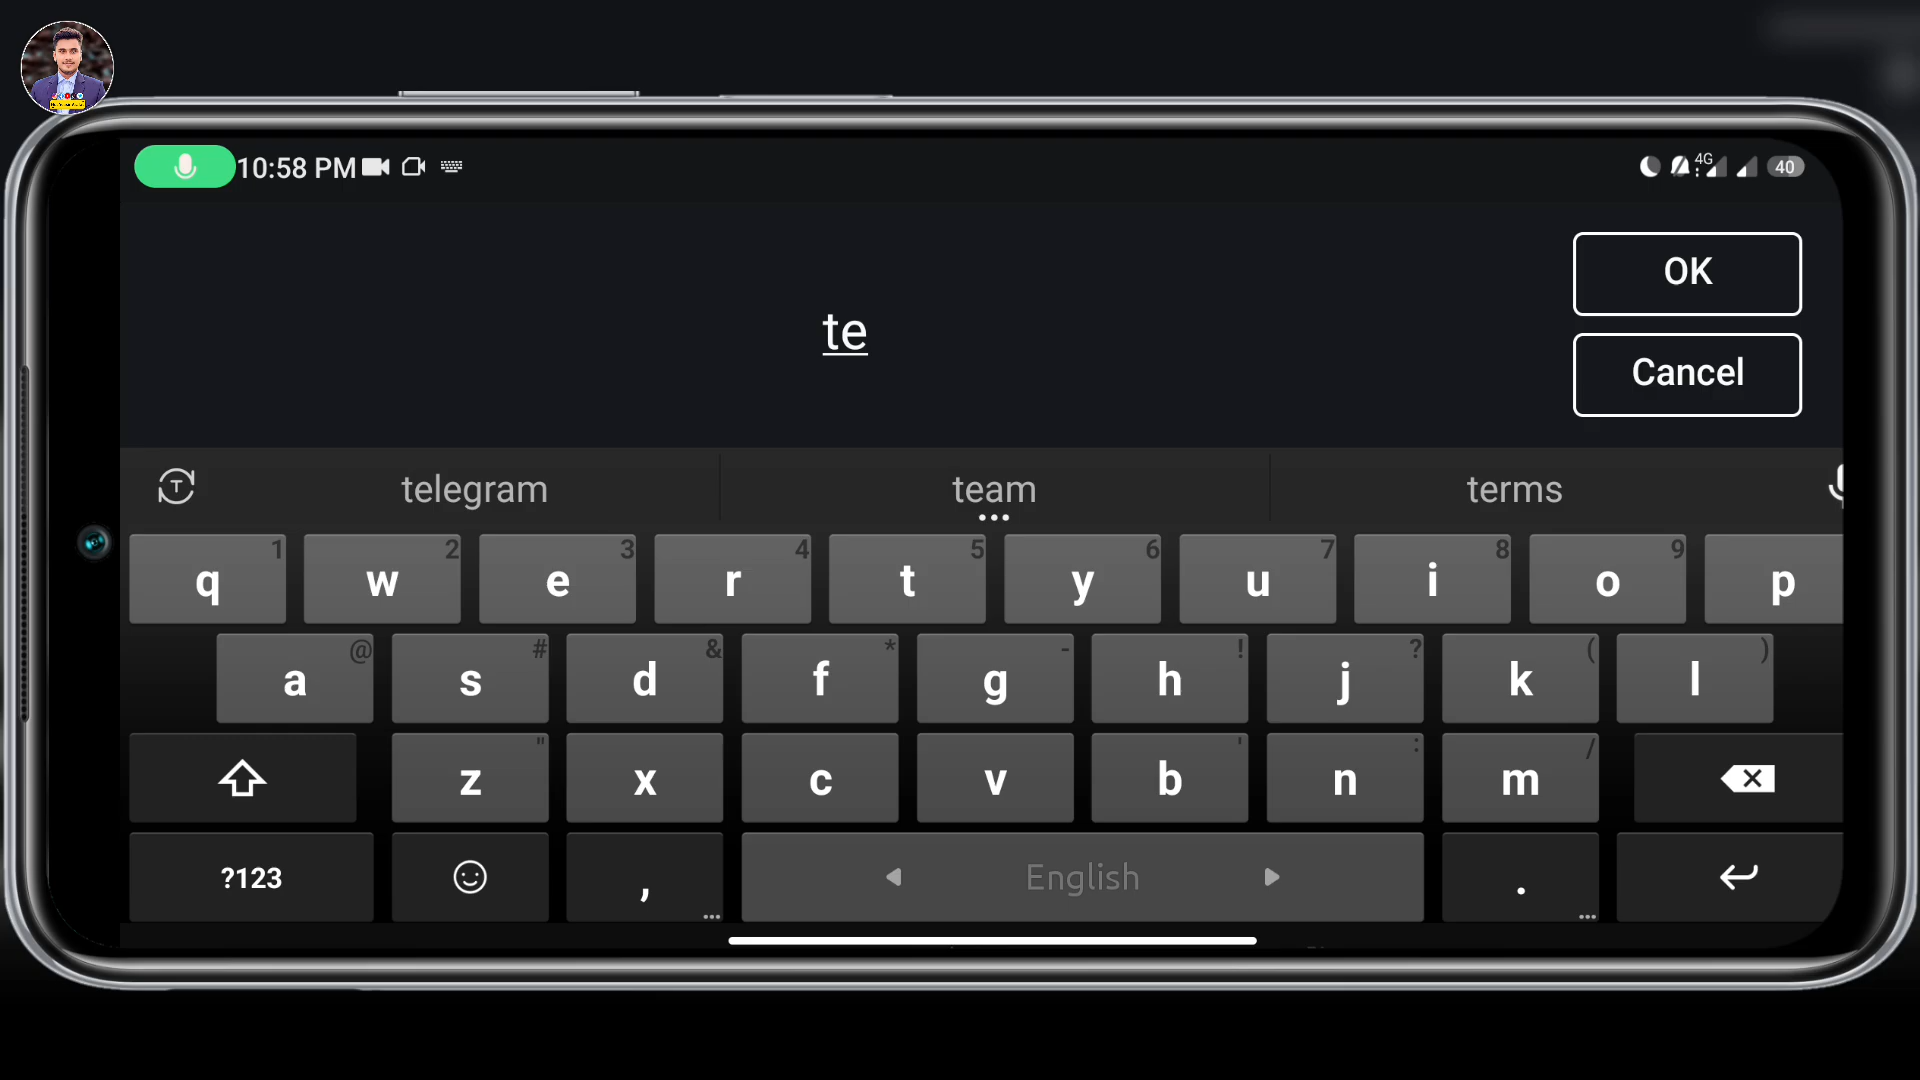 10:58 PM
4G
40
OK
te
Cancel
telegram team terms
1 2 3 4 5 6 7 8 9
q w e r t y u i o p
@ # & * - ! ? ( )
a s d f g h j k l
" ' : /
z x c v b n m
?123 , English .